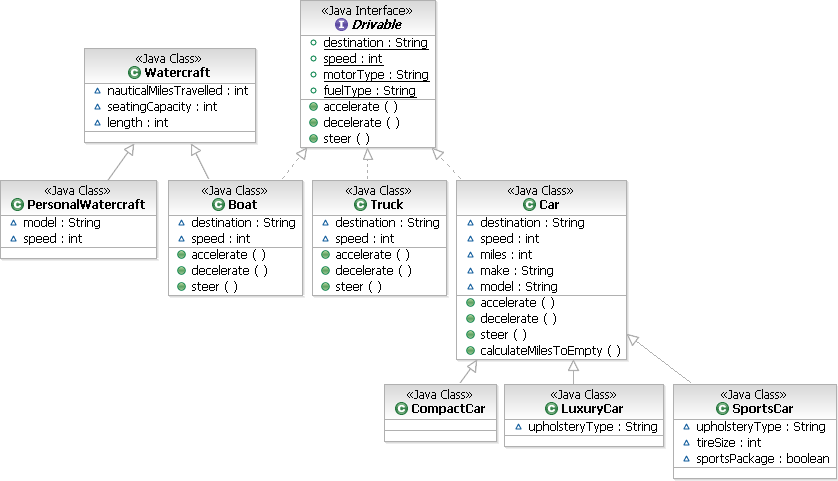 «Java Interface»
Drivable
destination : String
speed : int
motorType : String
fuelType : String
accelerate ( )
decelerate ( )
steer ( )
«Java Class»
Watercraft
nauticalMilesTravelled : int
seatingCapacity : int
length : int
«Java Class»
PersonalWatercraft
model : String
speed : int
«Java Class»
Boat
destination : String
speed : int
accelerate ( )
decelerate ( )
steer ( )
«Java Class»
Truck
destination : String
speed : int
accelerate ( )
decelerate ( )
steer ( )
«Java Class»
Car
destination : String
speed : int
miles : int
make : String
model : String
accelerate ( )
decelerate ( )
steer ( )
calculateMilesToEmpty ( )
«Java Class»
CompactCar
«Java Class»
LuxuryCar
upholsteryType : String
«Java Class»
SportsCar
upholsteryType : String
tireSize : int
sportsPackage : boolean